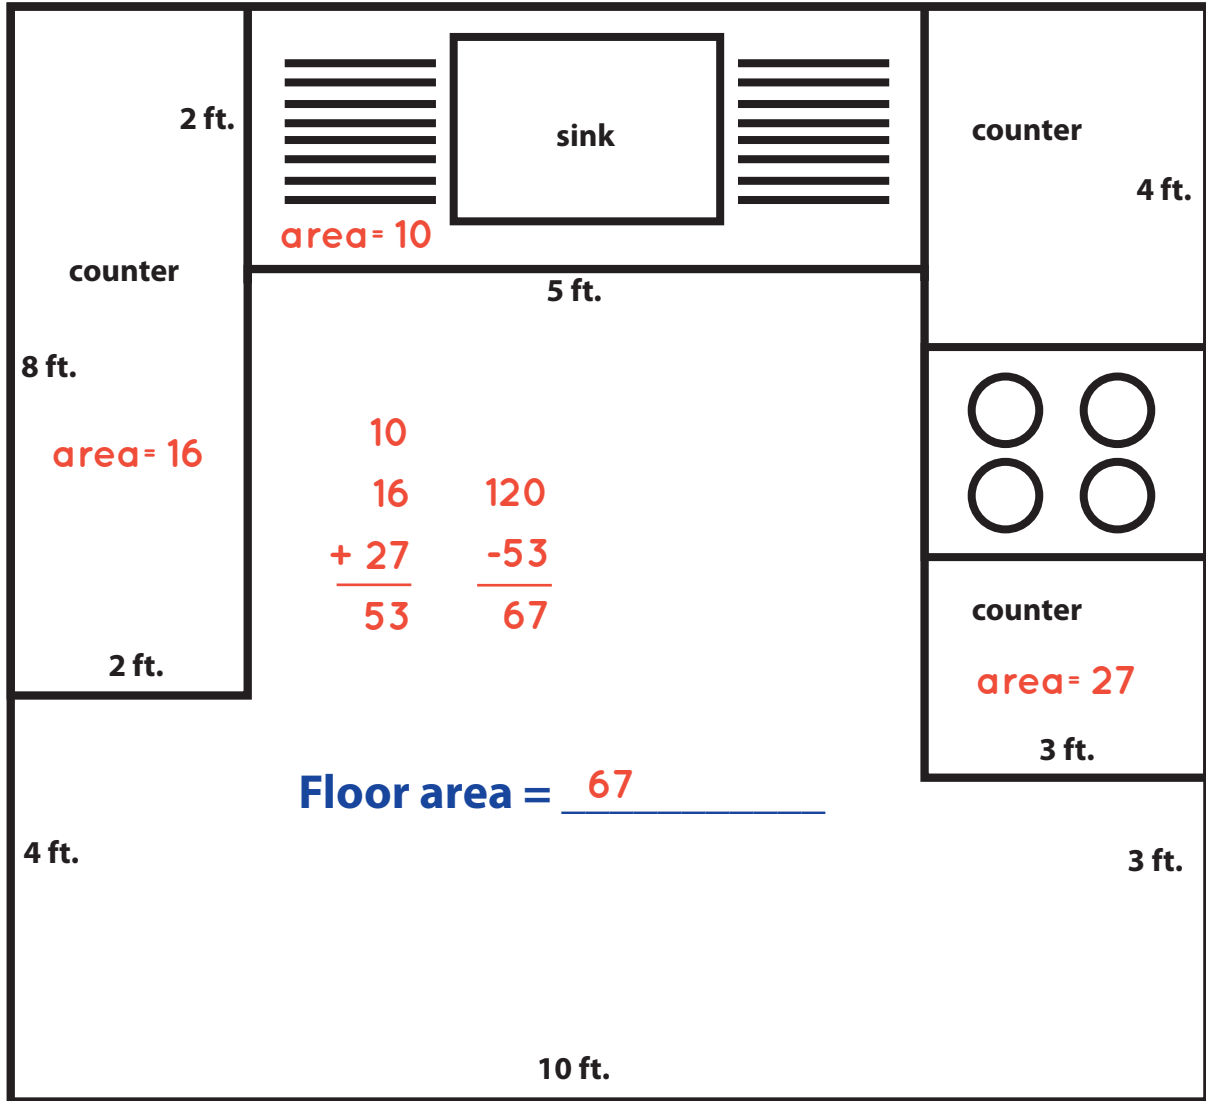 2 ft.
sink
counter
4 ft.
area= 10
counter
5 ft.
8 ft.
area= 16
10
16
+ 27
53
120
-53
67
counter
area= 27
2 ft.
3 ft.
Floor area = 67
4 ft.
3 ft.
10 ft.